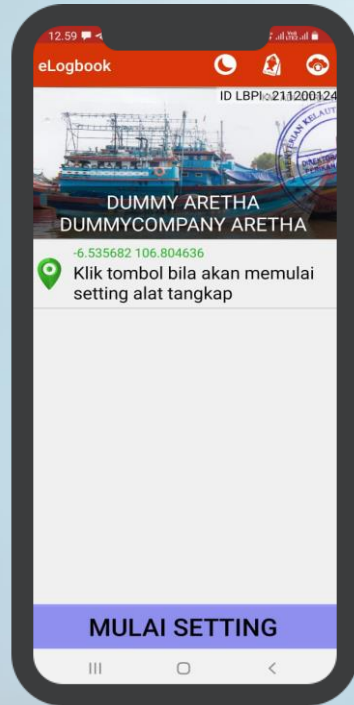 12.59
eLogbook
ID LBPI : 211200124
DUMMY ARETHA
DUMMYCOMPANY ARETHA
-6.535682 106.804636
Klik tombol bila akan memulai
setting alat tangkap
MULAI SETTING